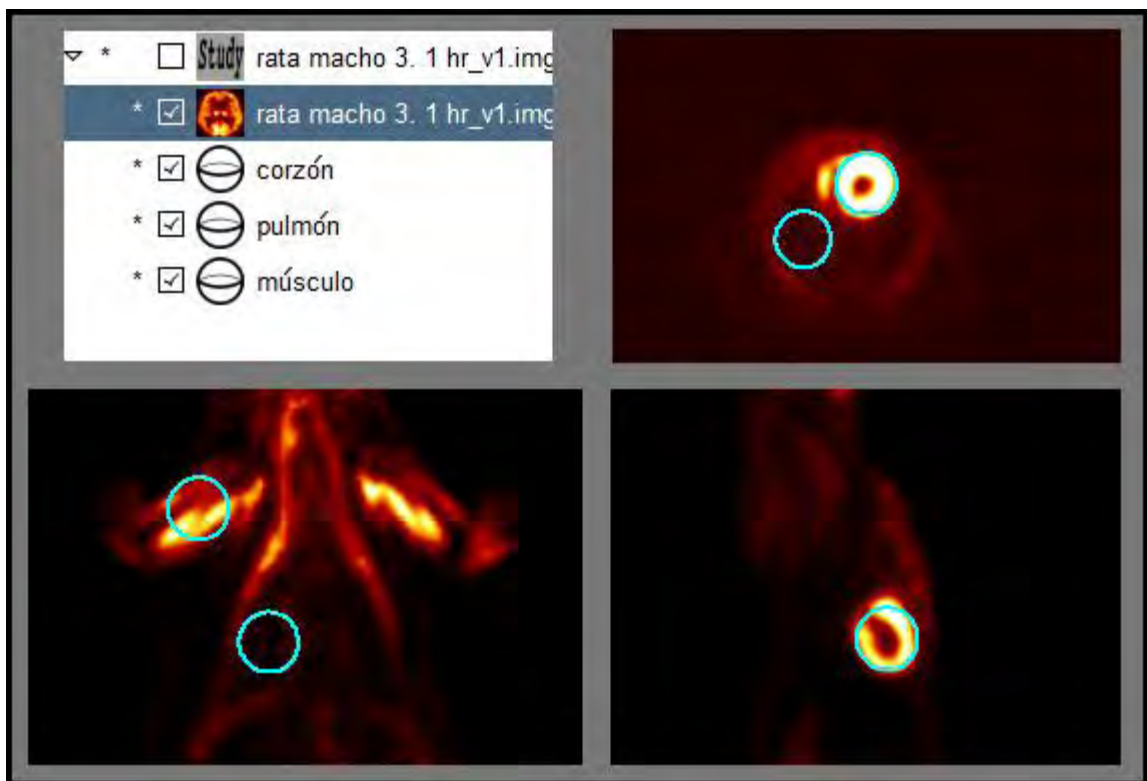 Study rata macho 3. 1 hr_v1.img
rata macho 3. 1 hr_v1.img
corzón
pulmón
músculo